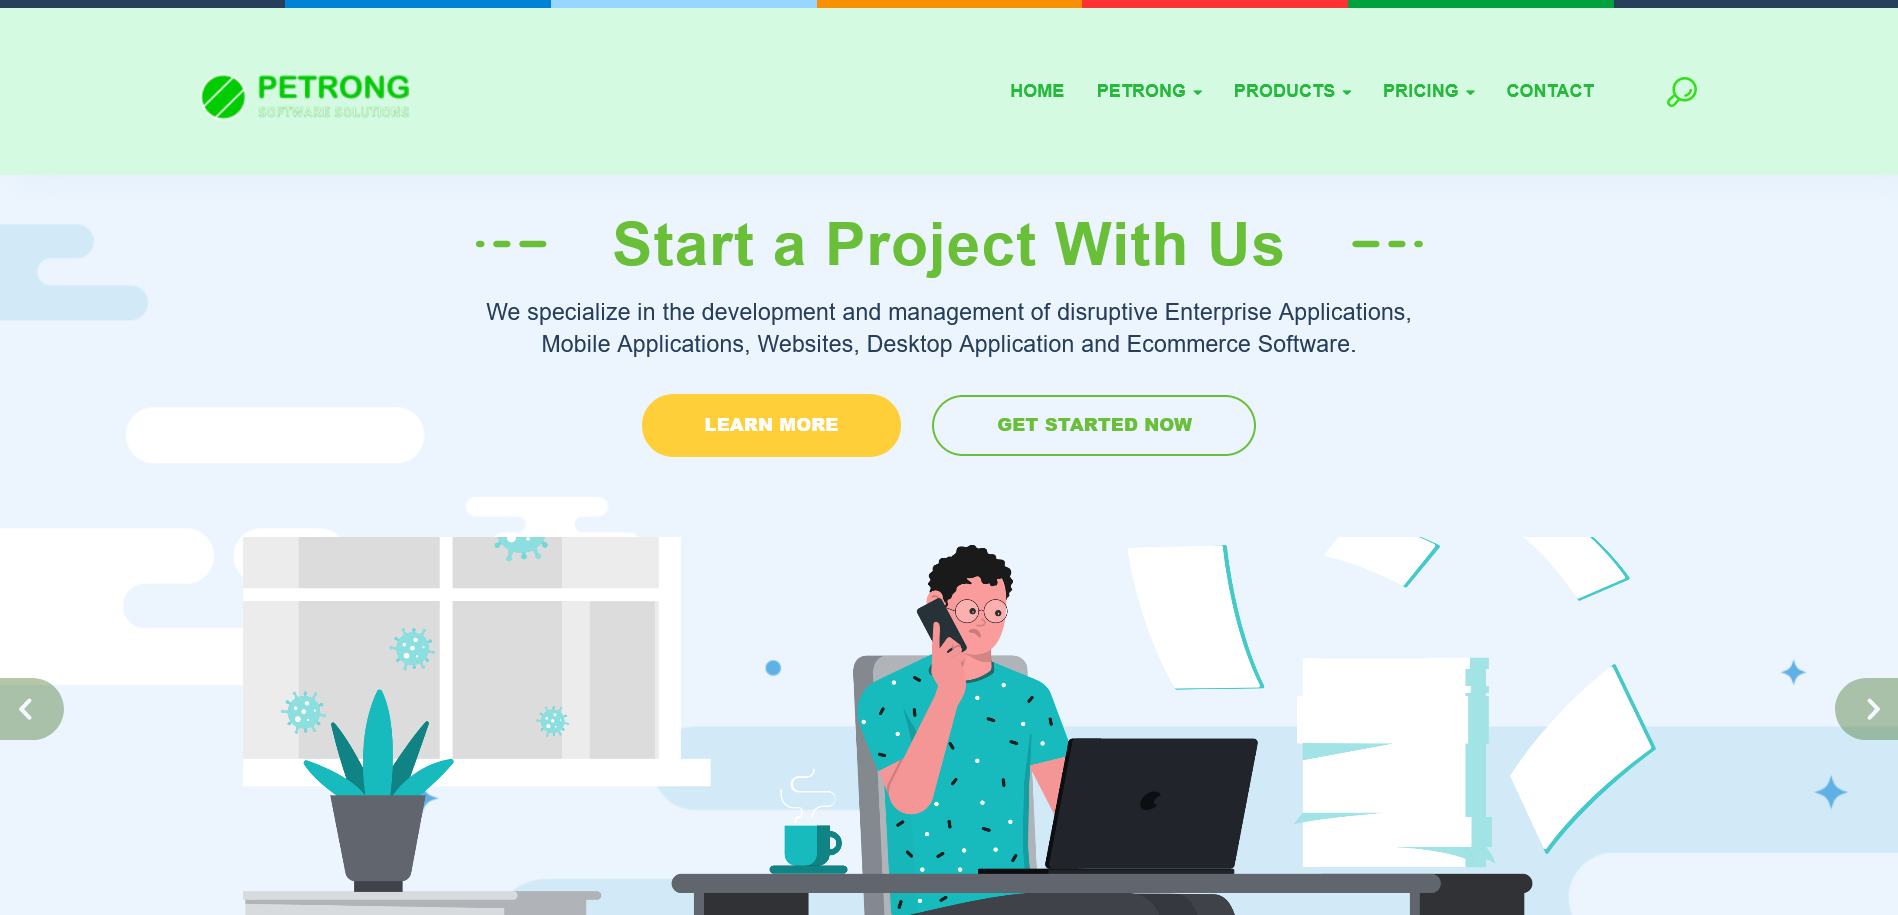 PETRONG
SOFTWARE SOLUTIONS
HOME PETRONG PRODUCTS PRICING CONTACT
Start a Project With Us
We specialize in the development and management of disruptive Enterprise Applications,
Mobile Applications, Websites, Desktop Application and Ecommerce Software.
LEARN MORE
GET STARTED NOW